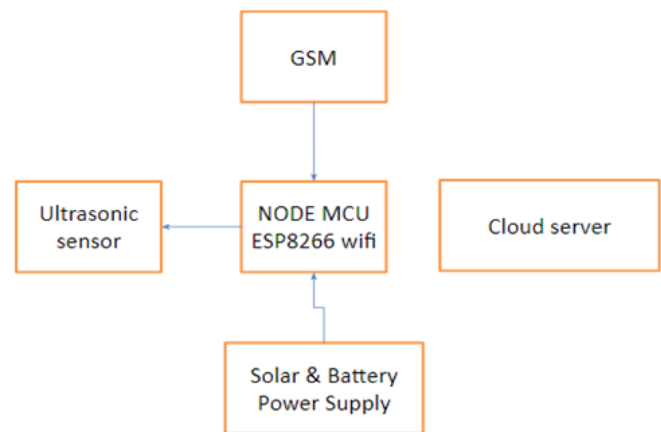 GSM
Ultrasonic
sensor
NODE MCU
ESP8266 wifi
Cloud server
Solar & Battery
Power Supply